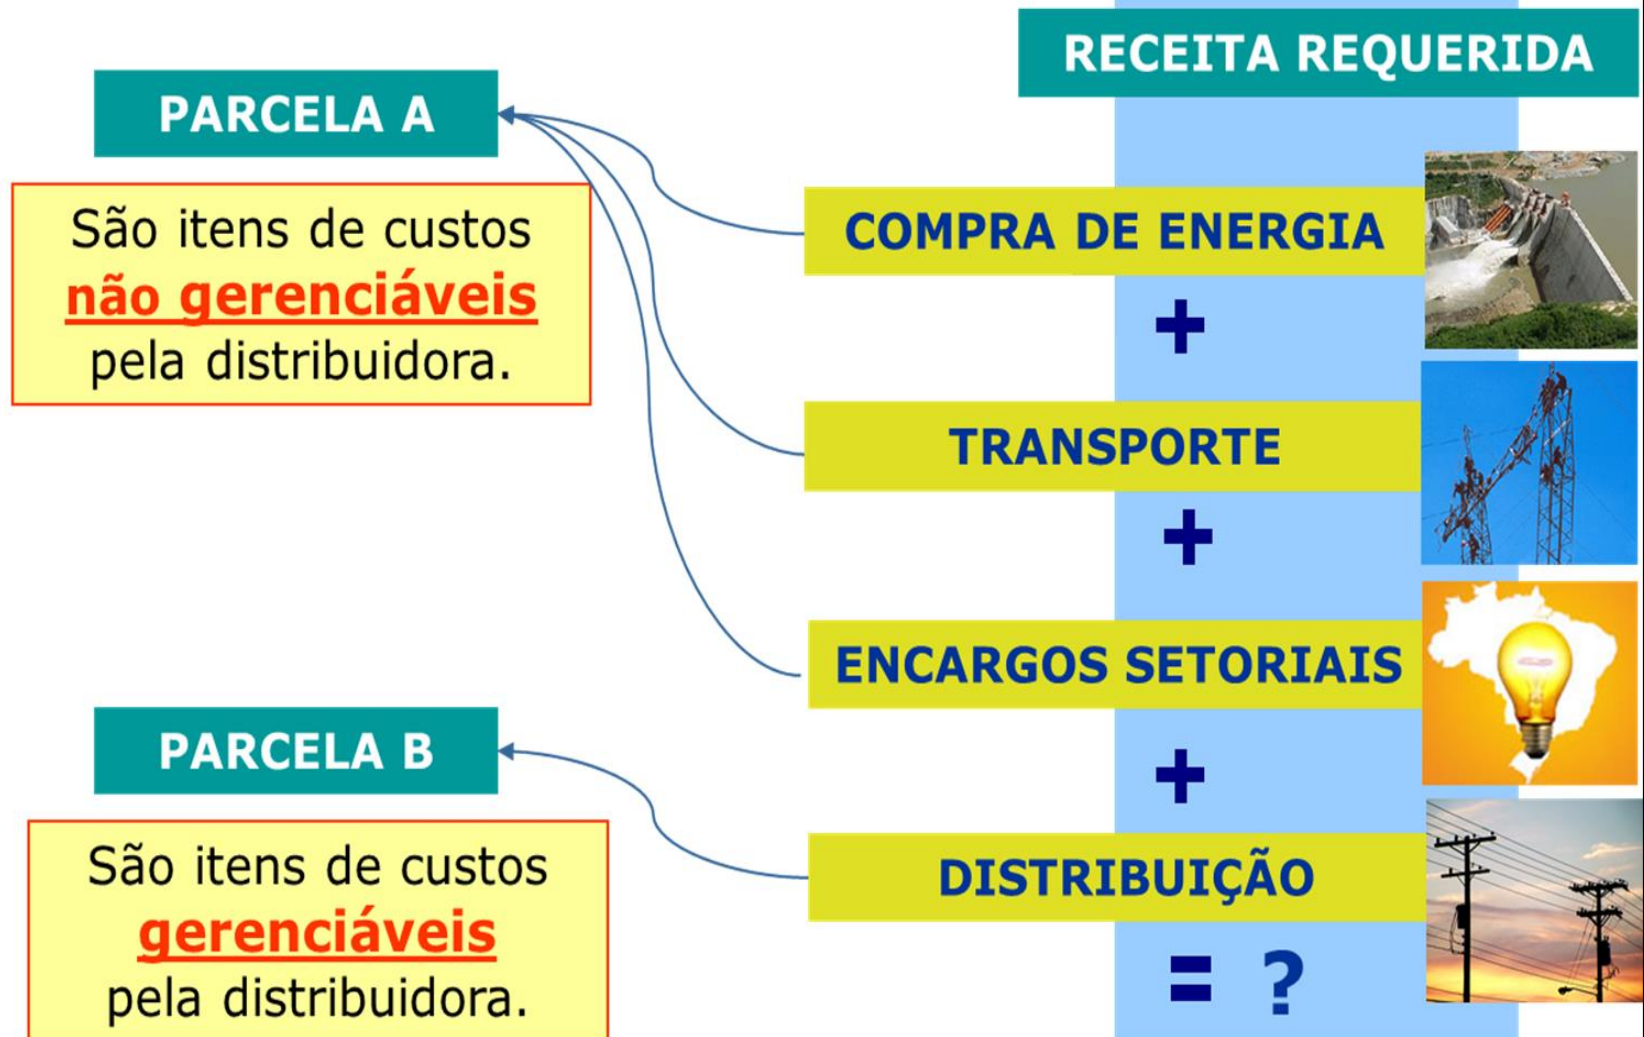 RECEITA REQUERIDA
PARCELA A
São itens de custos
não gerenciáveis
pela distribuidora.
COMPRA DE ENERGIA
+
TRANSPORTE
+
ENCARGOS SETORIAIS
+
PARCELA B
São itens de custos
gerenciáveis
pela distribuidora.
DISTRIBUIÇÃO
= ?